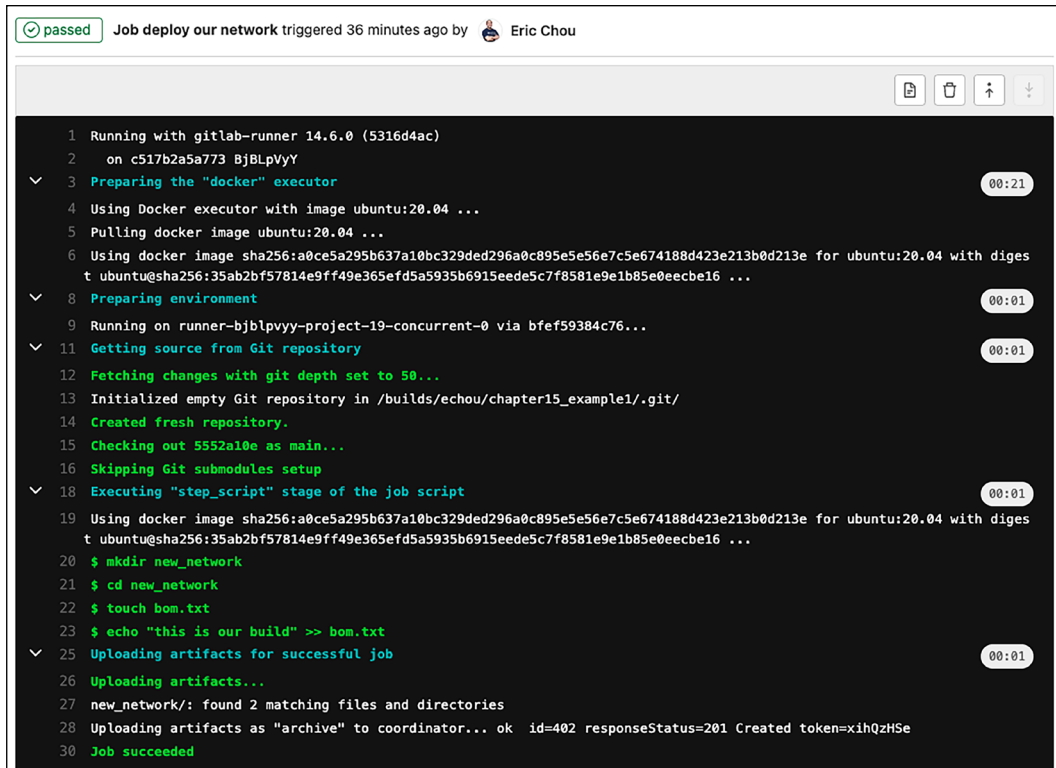 passed Job deploy our network triggered 36 minutes ago by Eric Chou
1 Running with gitlab-runner 14.6.0 (5316d4ac)
2 on c517b2a5a773 BjBLpVyY
3 Preparing the "docker" executor 00:21
4 Using Docker executor with image ubuntu:20.04 ...
5 Pulling docker image ubuntu:20.04 ...
6 Using docker image sha256:a0ce5a295b637a10bc329ded296a0c895e5e56e7c5e674188d423e213b0d213e for ubuntu:20.04 with diges
t ubuntu@sha256:35ab2bf57814e9ff49e365efd5a5935b6915eede5c7f8581e9e1b85e0eecbe16 ...
8 Preparing environment 00:01
9 Running on runner-bjblpvyy-project-19-concurrent-0 via bfef59384c76...
11 Getting source from Git repository 00:01
12 Fetching changes with git depth set to 50...
13 Initialized empty Git repository in /builds/echou/chapter15_example1/.git/
14 Created fresh repository.
15 Checking out 5552a10e as main...
16 Skipping Git submodules setup
18 Executing "step_script" stage of the job script 00:01
19 Using docker image sha256:a0ce5a295b637a10bc329ded296a0c895e5e56e7c5e674188d423e213b0d213e for ubuntu:20.04 with diges
t ubuntu@sha256:35ab2bf57814e9ff49e365efd5a5935b6915eede5c7f8581e9e1b85e0eecbe16 ...
20 $ mkdir new_network
21 $ cd new_network
22 $ touch bom.txt
23 $ echo "this is our build" >> bom.txt
25 Uploading artifacts for successful job 00:01
26 Uploading artifacts...
27 new_network/: found 2 matching files and directories
28 Uploading artifacts as "archive" to coordinator... ok id=402 responseStatus=201 Created token=xihQzHSe
30 Job succeeded